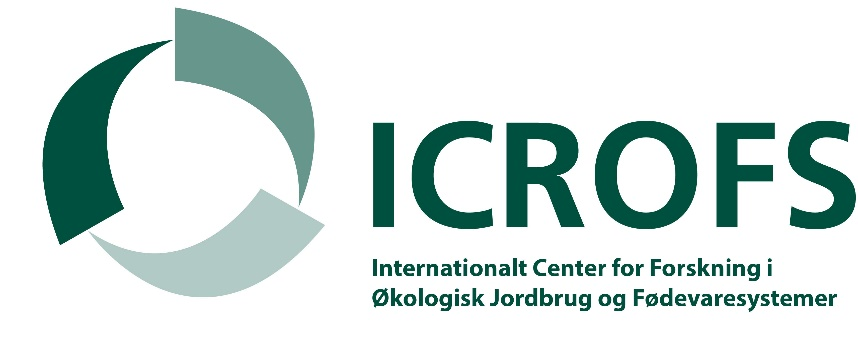 ICROFS
Internationalt Center for Forskning i
Økologisk Jordbrug og Fødevaresystemer